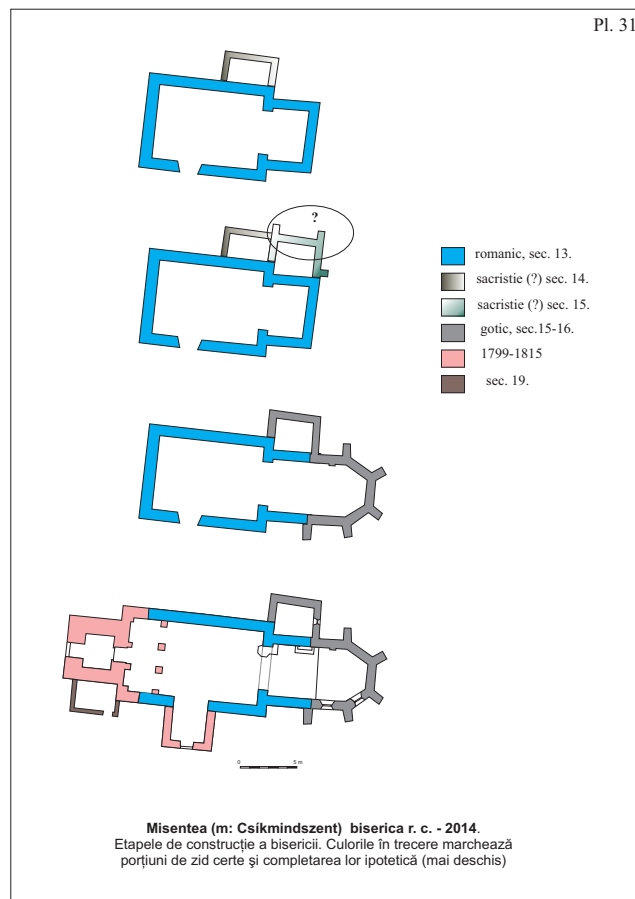 Pl. 31
?
romanic, sec. 13.
sacristie (?) sec. 14.
sacristie (?) sec. 15.
gotic, sec.15-16.
1799-1815
sec. 19.
0 5 m
Misentea (m: Csíkmindszent) biserica r. c. - 2014.
Etapele de construcție a bisericii. Culorile în trecere marchează
porțiuni de zid certe și completarea lor ipotetică (mai deschis)